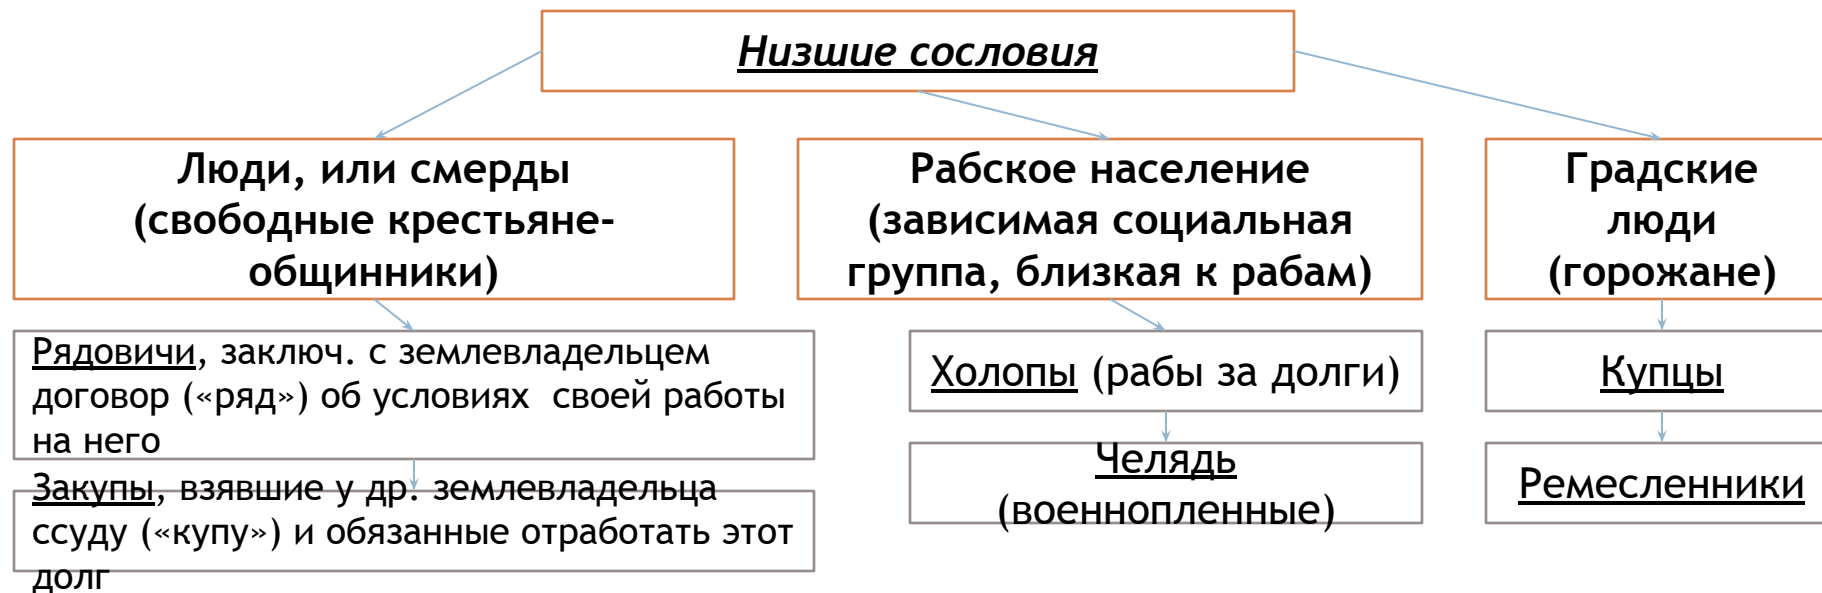 Низшие сословия
Люди, или смерды
(свободные крестьяне-
общинники)
Рабское население
(зависимая социальная
группа, близкая к рабам)
Градские
люди
(горожане)
Рядовичи, заключ. с землевладельцем
договор («ряд») об условиях своей работы
на него
Закупы, взявшие у др. землевладельца
ссуду («купу») и обязанные отработать этот
долг
Холопы (рабы за долги)
Челядь
(военнопленные)
Купцы
Ремесленники